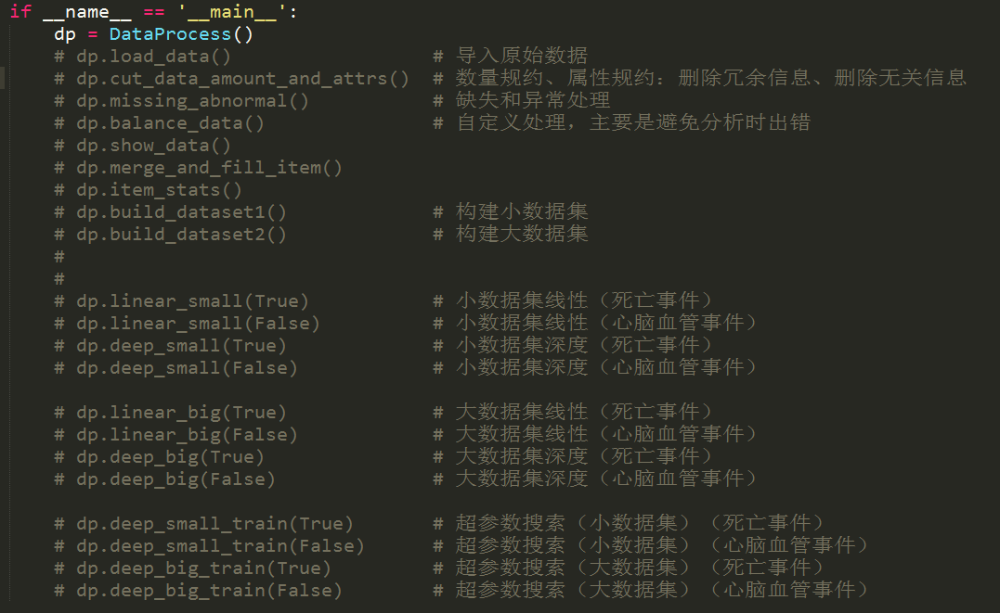 if __name__ == '__main__':
    dp = DataProcess()
    # dp.load_data()                  # 导入原始数据
    # dp.cut_data_amount_and_attrs()  # 数量规约、属性规约：删除冗余信息、删除无关信息
    # dp.missing_abnormal()           # 缺失和异常处理
    # dp.balance_data()               # 自定义处理，主要是避免分析时出错
    # dp.show_data()
    # dp.merge_and_fill_item()
    # dp.item_stats()
    # dp.build_dataset1()             # 构建小数据集
    # dp.build_dataset2()             # 构建大数据集
    #
    #
    # dp.linear_small(True)           # 小数据集线性（死亡事件）
    # dp.linear_small(False)          # 小数据集线性（心脑血管事件）
    # dp.deep_small(True)             # 小数据集深度（死亡事件）
    # dp.deep_small(False)            # 小数据集深度（心脑血管事件）

    # dp.linear_big(True)             # 大数据集线性（死亡事件）
    # dp.linear_big(False)            # 大数据集线性（心脑血管事件）
    # dp.deep_big(True)               # 大数据集深度（死亡事件）
    # dp.deep_big(False)              # 大数据集深度（心脑血管事件）

    # dp.deep_small_train(True)       # 超参数搜索（小数据集）（死亡事件）
    # dp.deep_small_train(False)      # 超参数搜索（小数据集）（心脑血管事件）
    # dp.deep_big_train(True)         # 超参数搜索（大数据集）（死亡事件）
    # dp.deep_big_train(False)        # 超参数搜索（大数据集）（心脑血管事件）